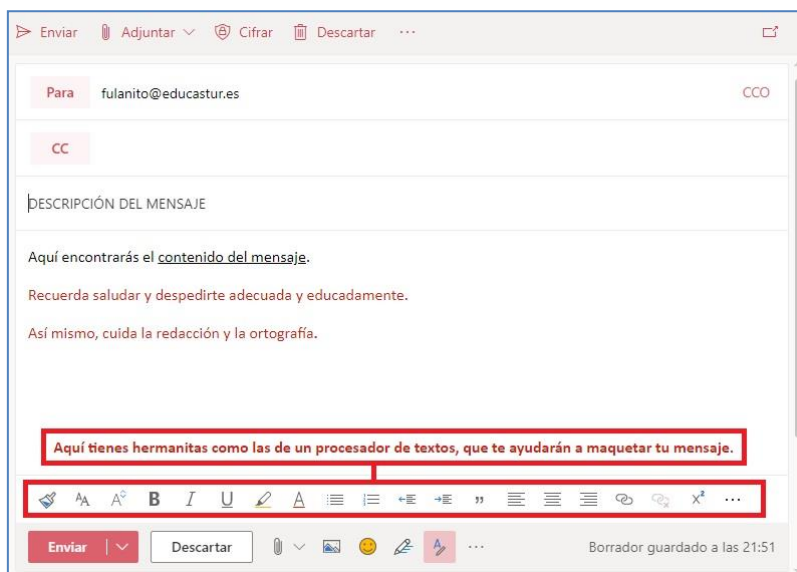 Enviar Adjuntar Cifrar Descartar ...
Para fulanito@educastur.es CCO
CC
DESCRIPCIÓN DEL MENSAJE
Aquí encontrarás el contenido del mensaje.
Recuerda saludar y despedirte adecuada y educadamente.
Así mismo, cuida la redacción y la ortografía.
Aquí tienes hermanitas como las de un procesador de textos, que te ayudarán a maquetar tu mensaje.
Enviar Descartar ... Borrador guardado a las 21:51